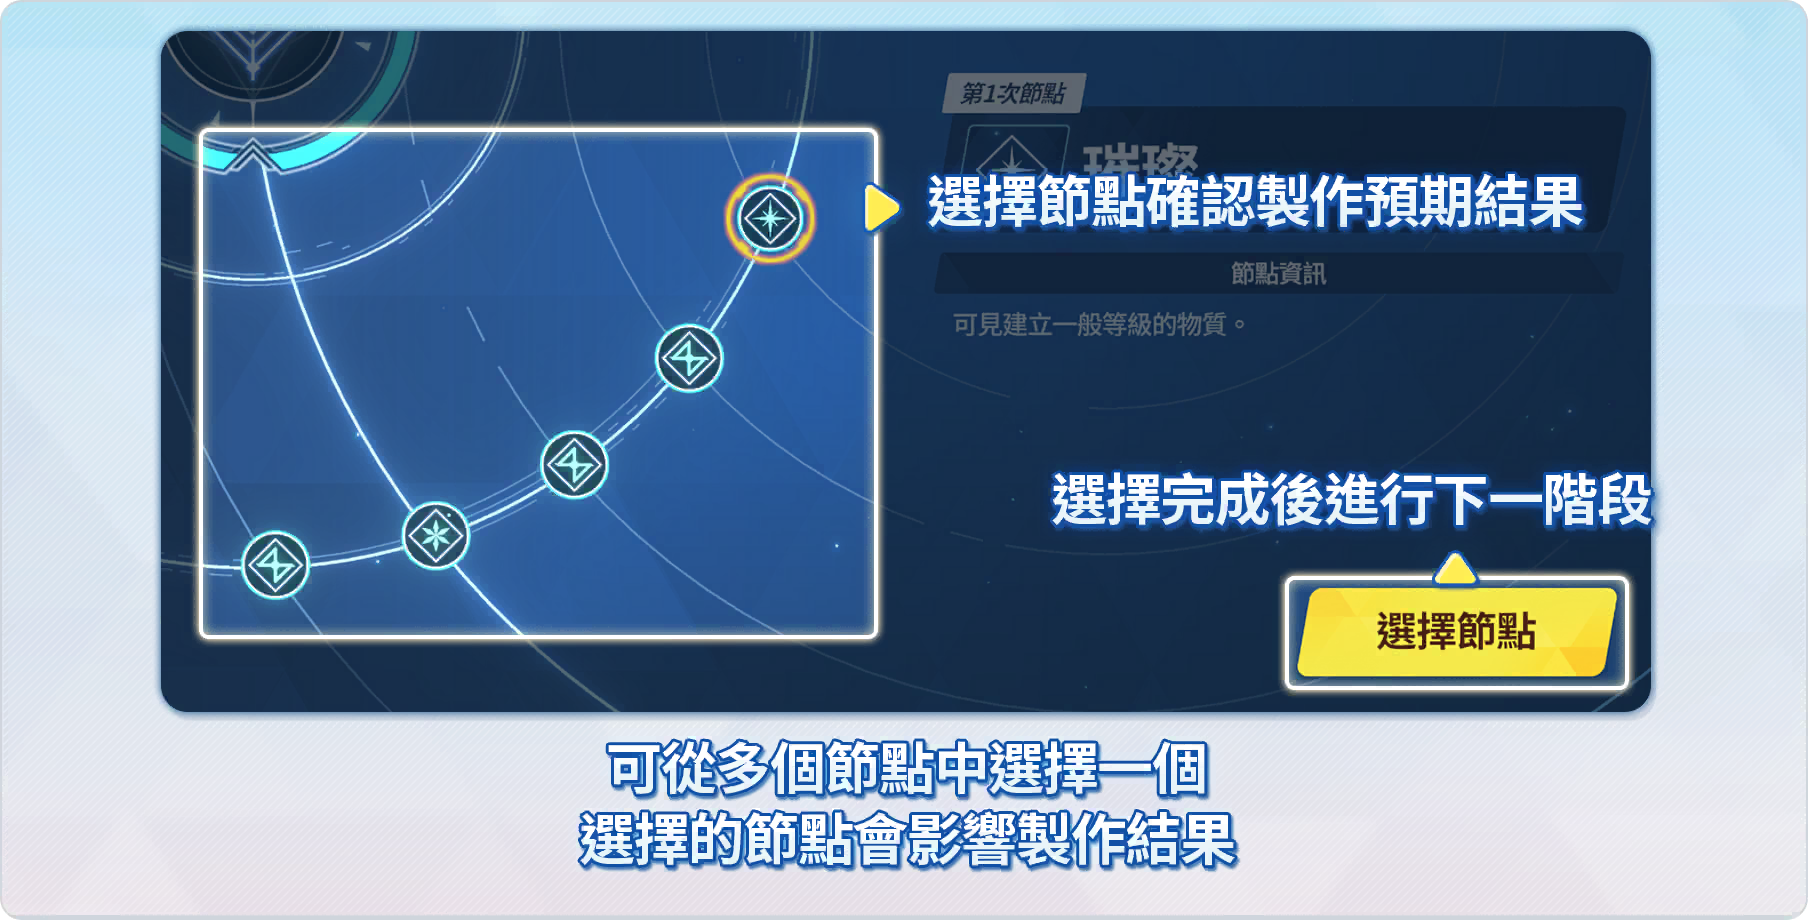 第1次節點
璀璨
選擇節點確認製作預期結果
節點資訊
可見建立一般等級的物質。
選擇完成後進行下一階段
選擇節點
可從多個節點中選擇一個
選擇的節點會影響製作結果